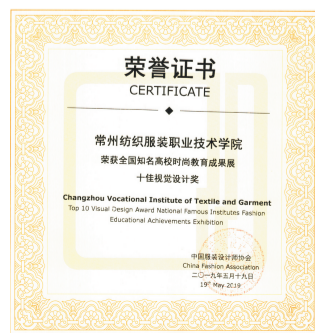 荣誉证书
CERTIFICATE
常州纺织服装职业技术学院
荣获全国知名高校时尚教育成果展
十佳视觉设计奖
Changzhou Vocational Institute of Textile and Garment
Top 10 Visual Design Award National Famous Institutes Fashion
Educational Achievements Exhibition
中国服装设计师协会
China Fashion Association
二〇一九年五月十九日
19th May 2019